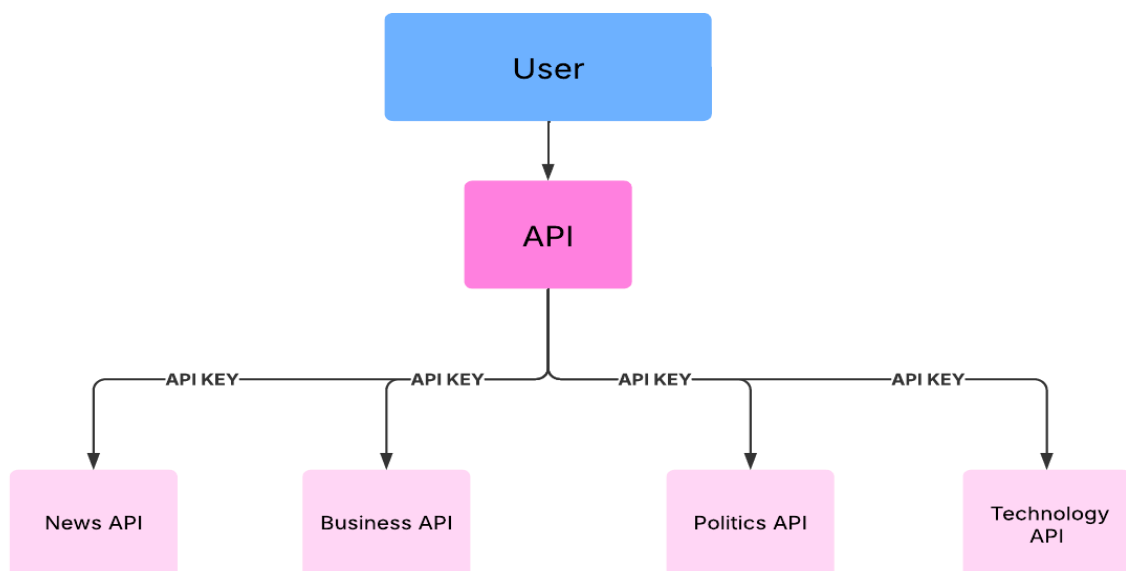 User
API
API KEY
API KEY
API KEY
API KEY
News API
Business API
Politics API
Technology
API